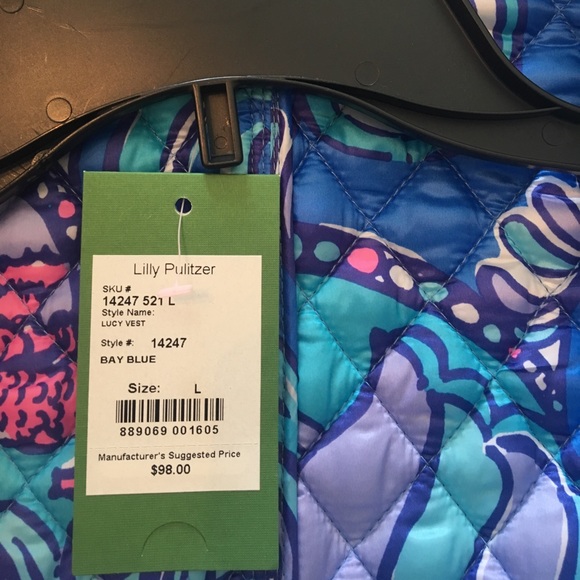 Lilly Pulitzer
SKU #
14247 521 L
Style Name:
LUCY VEST
Style #: 14247
BAY BLUE
Size: L
889069 001605
Manufacturer's Suggested Price
$98.00